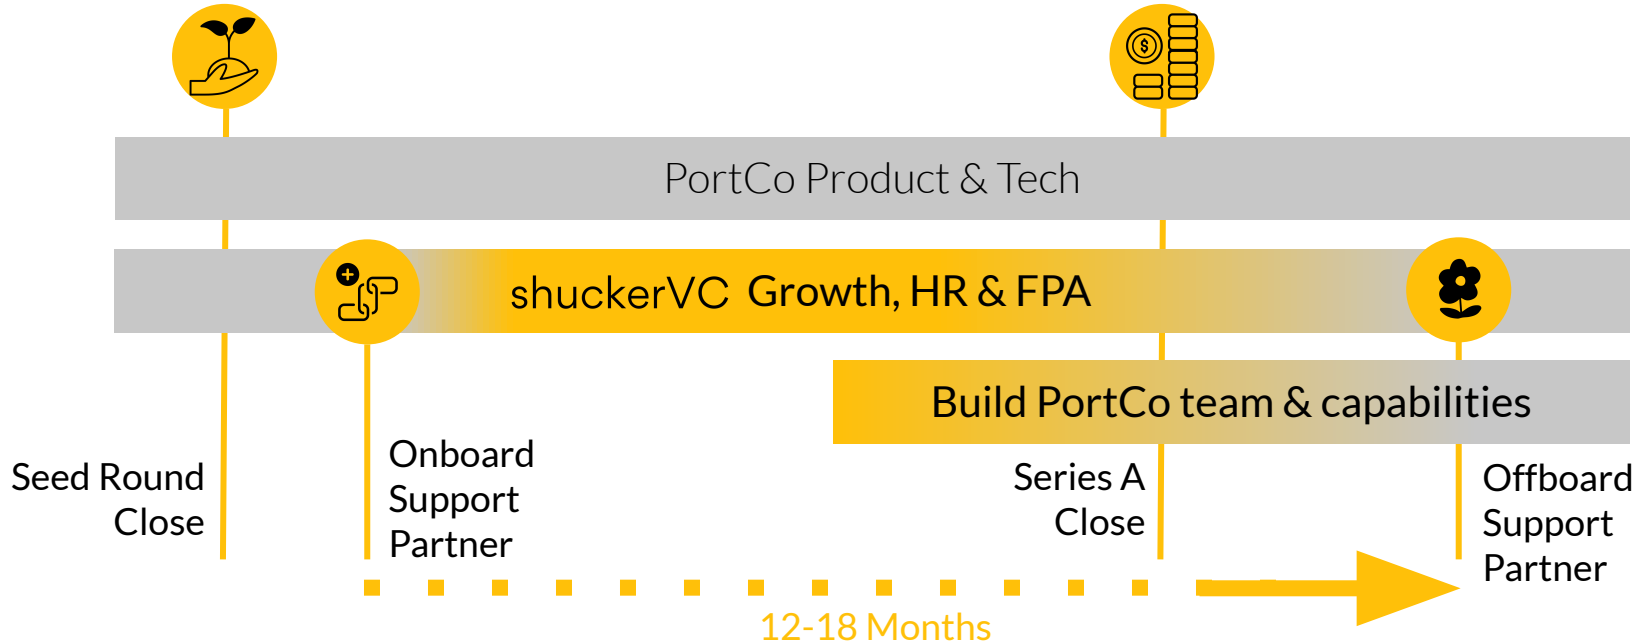 PortCo Product & Tech
shuckerVC Growth, HR & FPA
Build PortCo team & capabilities
Seed Round
Close
Onboard
Support
Partner
Series A
Close
Offboard
Support
Partner
12-18 Months
$